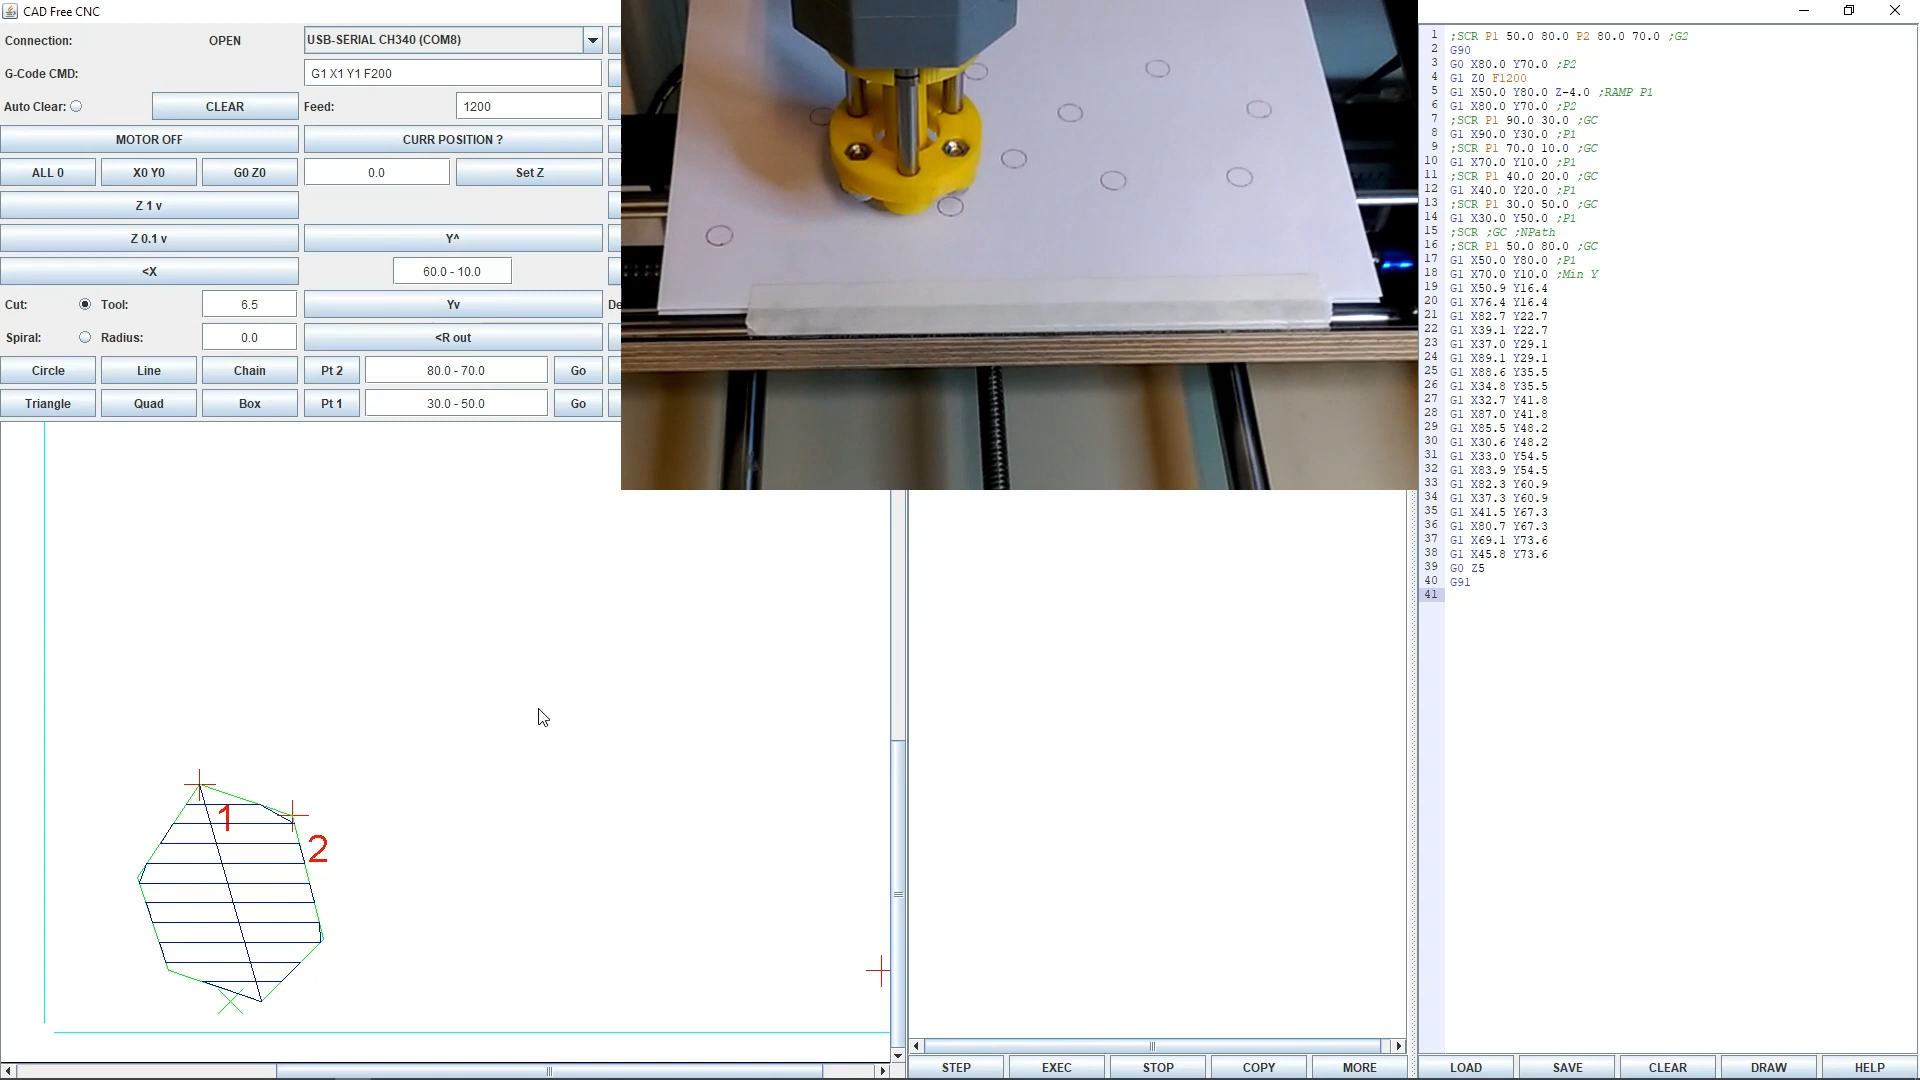 CAD Free CNC
Connection: OPEN USB-SERIAL CH340 (COM8)
G-Code CMD: G1 X1 Y1 F200
Auto Clear: CLEAR Feed: 1200
MOTOR OFF CURR POSITION ?
ALL 0 X0 Y0 G0 Z0 0.0 Set Z
Z 1 v
Z 0.1 v Y^
<X 60.0 - 10.0
Cut: Tool: 6.5 Yv De
Spiral: Radius: 0.0 <R out
Circle Line Chain Pt 2 80.0 - 70.0 Go
Triangle Quad Box Pt 1 30.0 - 50.0 Go
1
2
1 ;SCR P1 50.0 80.0 P2 80.0 70.0 ;G2
2 G90
3 G0 X80.0 Y70.0 ;P2
4 G1 Z0 F1200
5 G1 X50.0 Y80.0 Z-4.0 ;RAMP P1
6 G1 X80.0 Y70.0 ;P2
7 ;SCR P1 90.0 30.0 ;GC
8 G1 X90.0 Y30.0 ;P1
9 ;SCR P1 70.0 10.0 ;GC
10 G1 X70.0 Y10.0 ;P1
11 ;SCR P1 40.0 20.0 ;GC
12 G1 X40.0 Y20.0 ;P1
13 ;SCR P1 30.0 50.0 ;GC
14 G1 X30.0 Y50.0 ;P1
15 ;SCR ;GC ;NPath
16 ;SCR P1 50.0 80.0 ;GC
17 G1 X50.0 Y80.0 ;P1
18 G1 X70.0 Y10.0 ;Min Y
19 G1 X50.9 Y16.4
20 G1 X76.4 Y16.4
21 G1 X82.7 Y22.7
22 G1 X39.1 Y22.7
23 G1 X37.0 Y29.1
24 G1 X89.1 Y29.1
25 G1 X88.6 Y35.5
26 G1 X34.8 Y35.5
27 G1 X32.7 Y41.8
28 G1 X87.0 Y41.8
29 G1 X85.5 Y48.2
30 G1 X30.6 Y48.2
31 G1 X33.0 Y54.5
32 G1 X83.9 Y54.5
33 G1 X82.3 Y60.9
34 G1 X37.3 Y60.9
35 G1 X41.5 Y67.3
36 G1 X80.7 Y67.3
37 G1 X69.1 Y73.6
38 G1 X45.8 Y73.6
39 G0 Z5
40 G91
41
STEP EXEC STOP COPY MORE LOAD SAVE CLEAR DRAW HELP